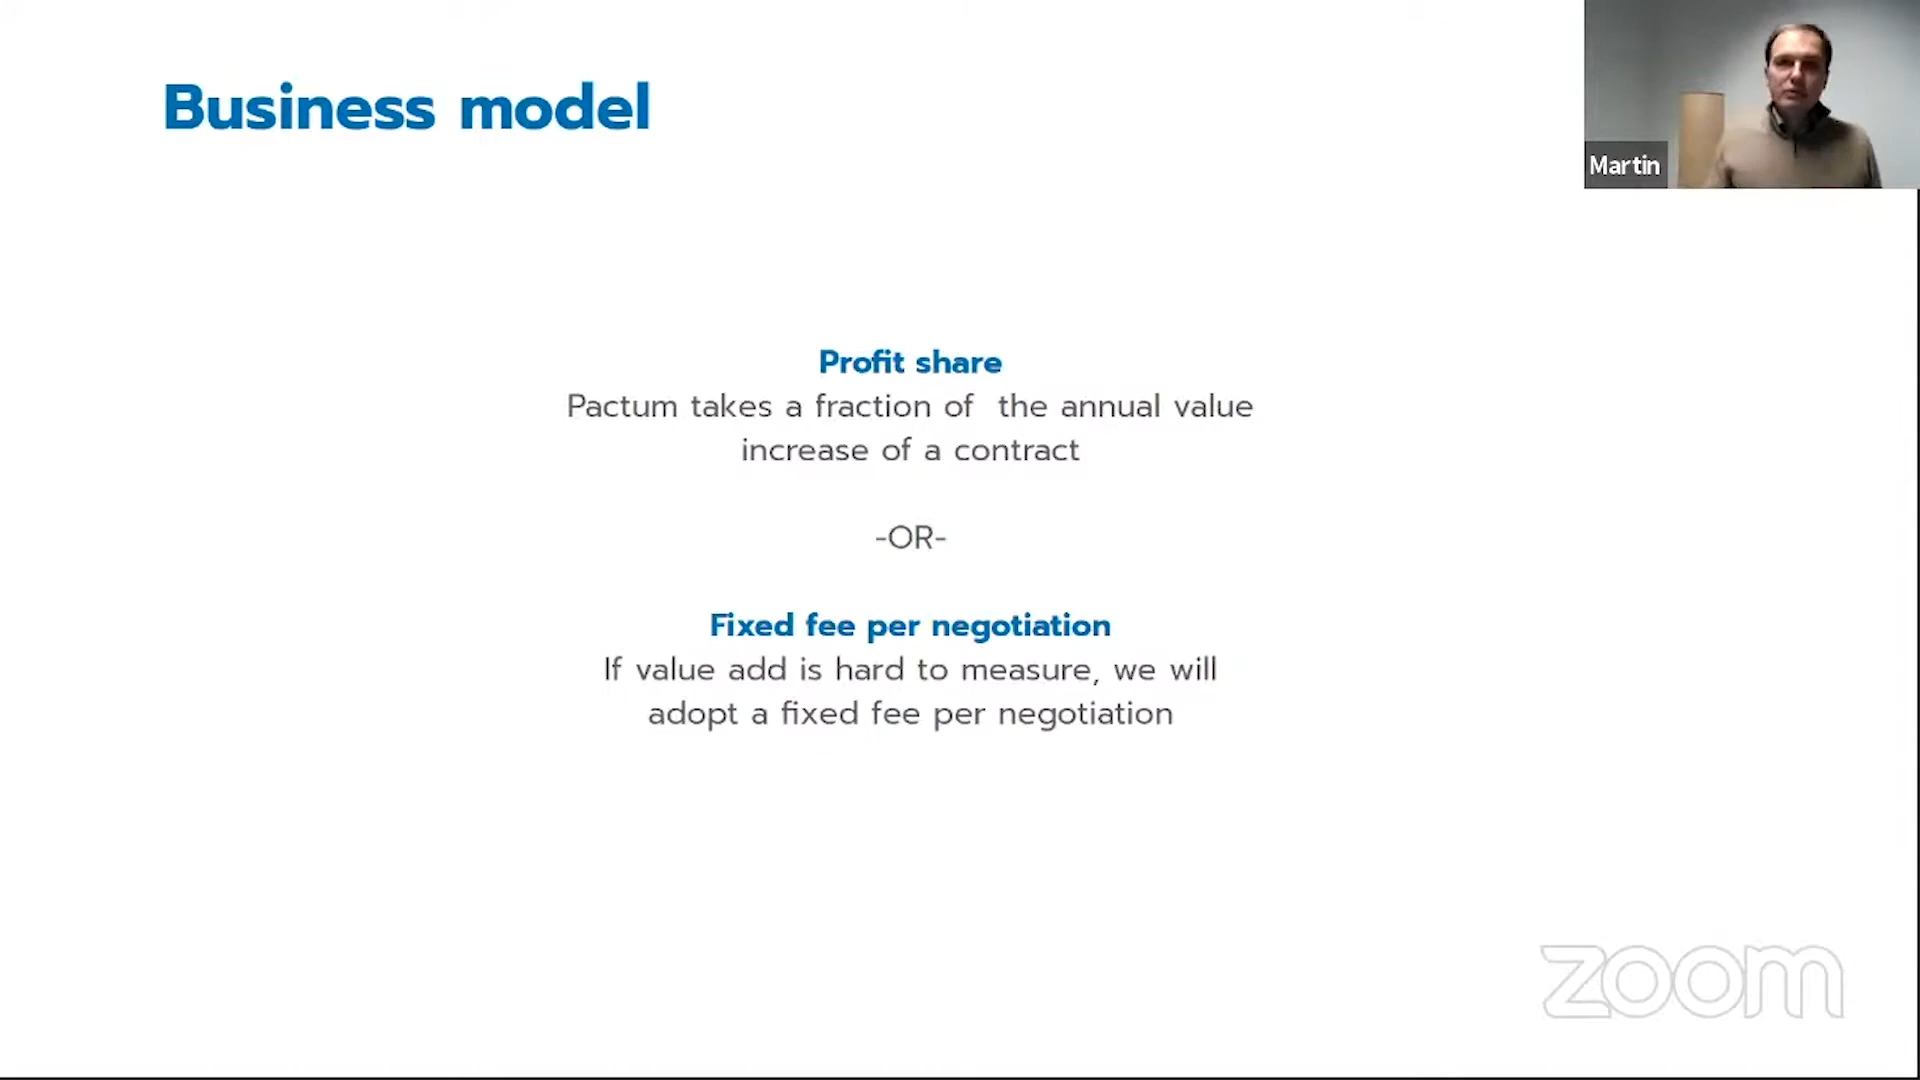 Business model
Martin
Profit share
Pactum takes a fraction of  the annual value
increase of a contract
-OR-
Fixed fee per negotiation
If value add is hard to measure, we will
adopt a fixed fee per negotiation
zoom